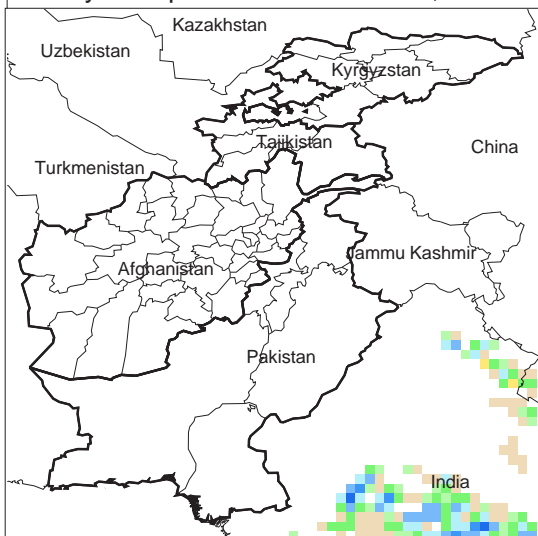 Kazakhstan
Uzbekistan
Kyrgyzstan
Tajikistan
China
Turkmenistan
Jammu Kashmir
Afghanistan
Pakistan
India